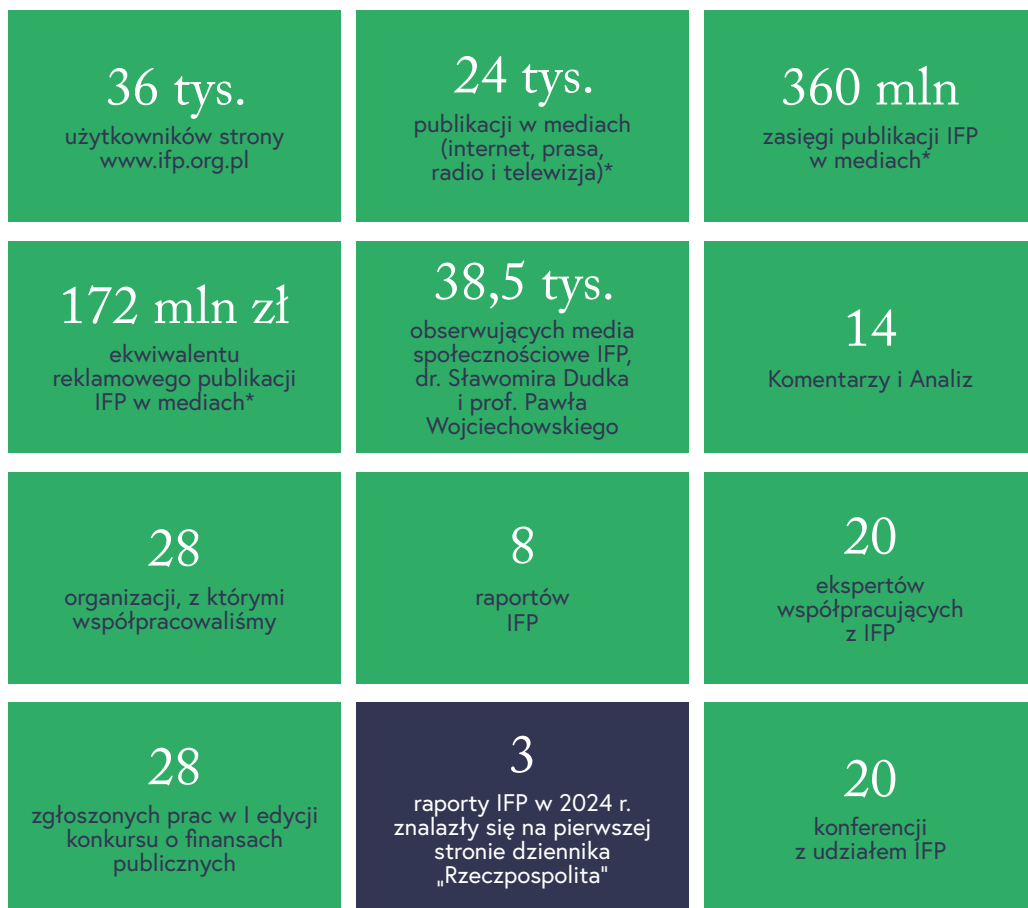 36 tys.
użytkowników strony
www.ifp.org.pl
24 tys.
publikacji w mediach
(internet, prasa,
radio i telewizja)*
360 mln
zasięgi publikacji IFP
w mediach*
172 mln zł
ekwiwalentu
reklamowego publikacji
IFP w mediach*
38,5 tys.
obserwujących media
społecznościowe IFP,
dr. Sławomira Dudka
i prof. Pawła
Wojciechowskiego
14
Komentarzy i Analiz
28
organizacji, z którymi
współpracowaliśmy
8
raportów
IFP
20
ekspertów
współpracujących
z IFP
28
zgłoszonych prac w I edycji
konkursu o finansach
publicznych
3
raporty IFP w 2024 r.
znalazły się na pierwszej
stronie dziennika
„Rzeczpospolita"
20
konferencji
z udziałem IFP